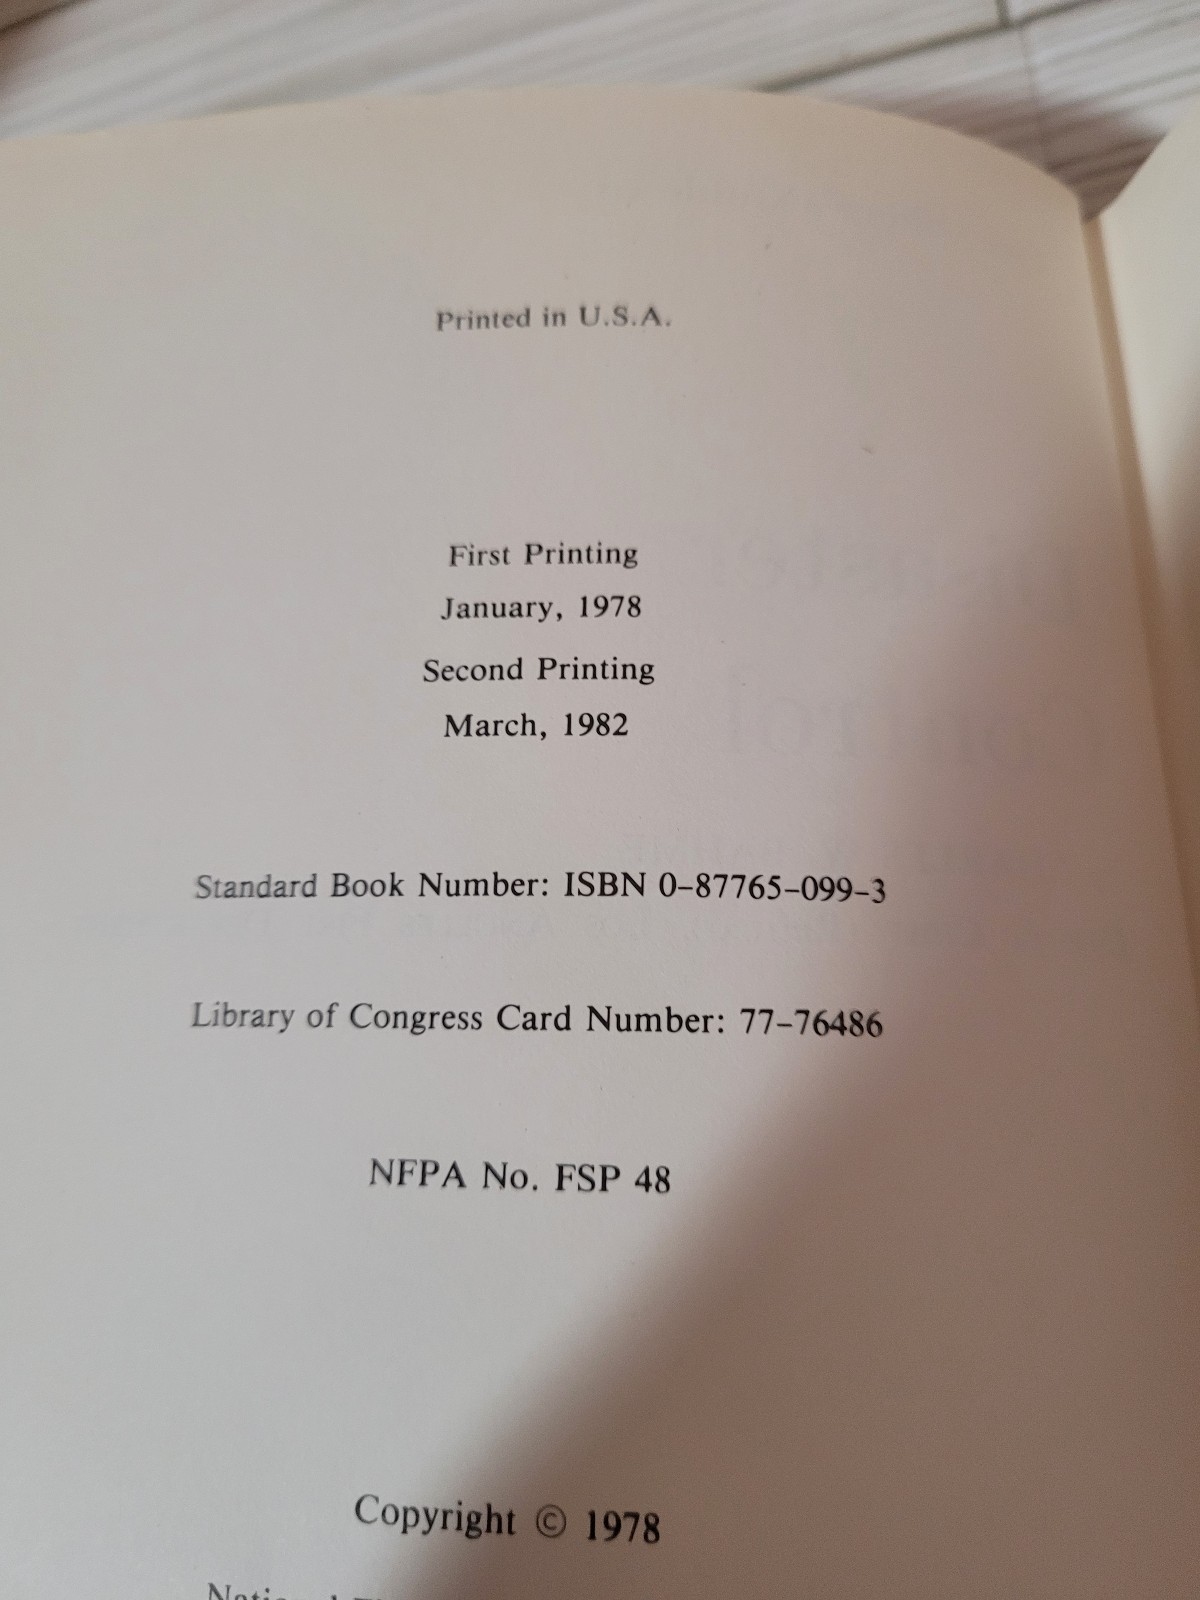 Printed in U.S.A.
First Printing
January, 1978
Second Printing
March, 1982
Standard Book Number: ISBN 0-87765-099-3
Library of Congress Card Number: 77-76486
NFPA No. FSP 48
Copyright © 1978
National